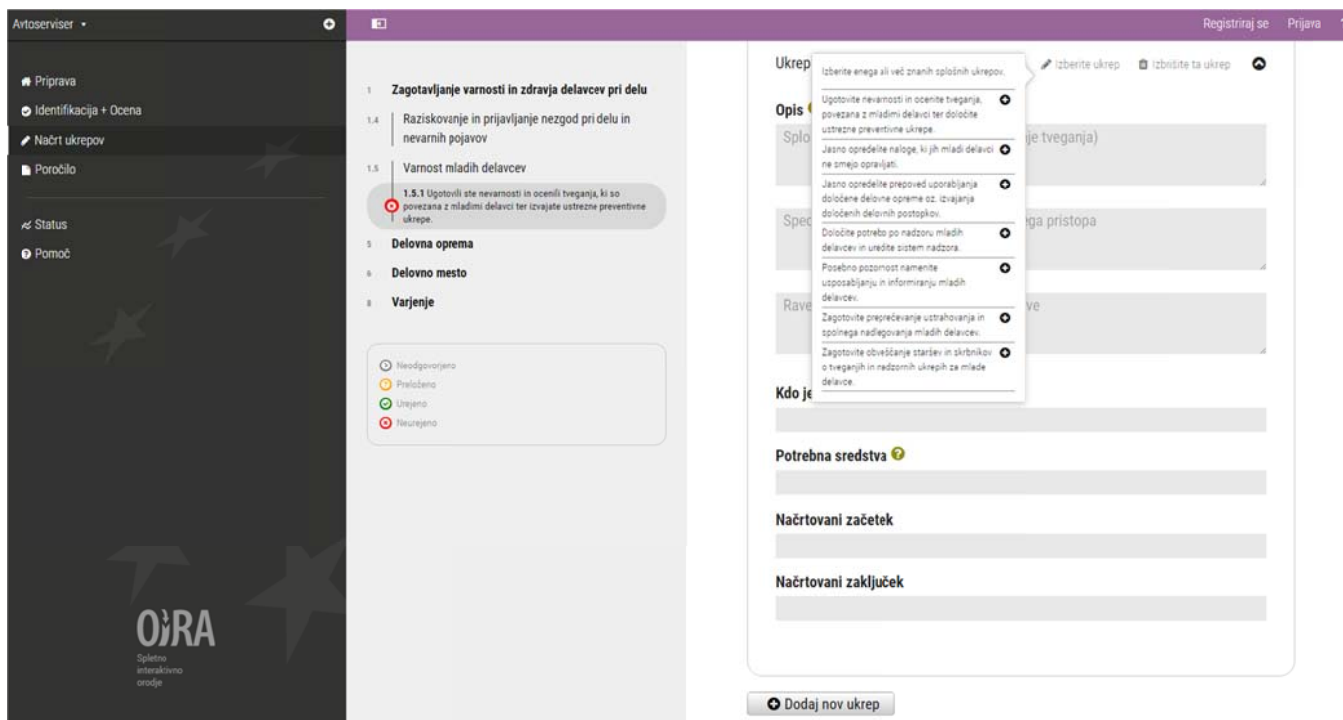 Avtoserviser
Registriraj se Prijava
Priprava
Identifikacija + Ocena
Načrt ukrepov
Poročilo
Status
Pomoč
OiRA
Spletno
interaktivno
orodje
1 Zagotavljanje varnosti in zdravja delavcev pri delu
1.4 Raziskovanje in prijavljanje nezgod pri delu in
nevarnih pojavov
1.5 Varnost mladih delavcev
1.5.1 Ugotovili ste nevarnosti in ocenili tveganja, ki so
povezana z mladimi delavci ter izvajate ustrezne preventivne
ukrepe.
5 Delovna oprema
6 Delovno mesto
8 Varjenje
Neodgovorjeno
Preloženo
Urejeno
Neurejeno
Ukrep
Izberite ukrep Izbrišite ta ukrep
Izberite enega ali več znanih splošnih ukrepov.
Ugotovite nevarnosti in ocenite tveganja,
povezana z mladimi delavci ter določite
ustrezne preventivne ukrepe.
Jasno opredelite naloge, ki jih mladi delavci
ne smejo opravljati.
Jasno opredelite prepoved uporabljanja
določene delovne opreme oz. izvajanja
določenih delovnih postopkov.
Določite potrebo po nadzoru mladih
delavcev in uredite sistem nadzora.
Posebno pozornost namenite
usposabljanju in informiranju mladih
delavcev.
Zagotovite preprečevanje ustrahovanja in
spolnega nadlegovanja mladih delavcev.
Zagotovite obveščanje staršev in skrbnikov
o tveganjih in nadzornih ukrepih za mlade
delavce.
Opis
Splo je tveganja)
Spec ga pristopa
Rave ve
Kdo je
Potrebna sredstva
Načrtovani začetek
Načrtovani zaključek
Dodaj nov ukrep